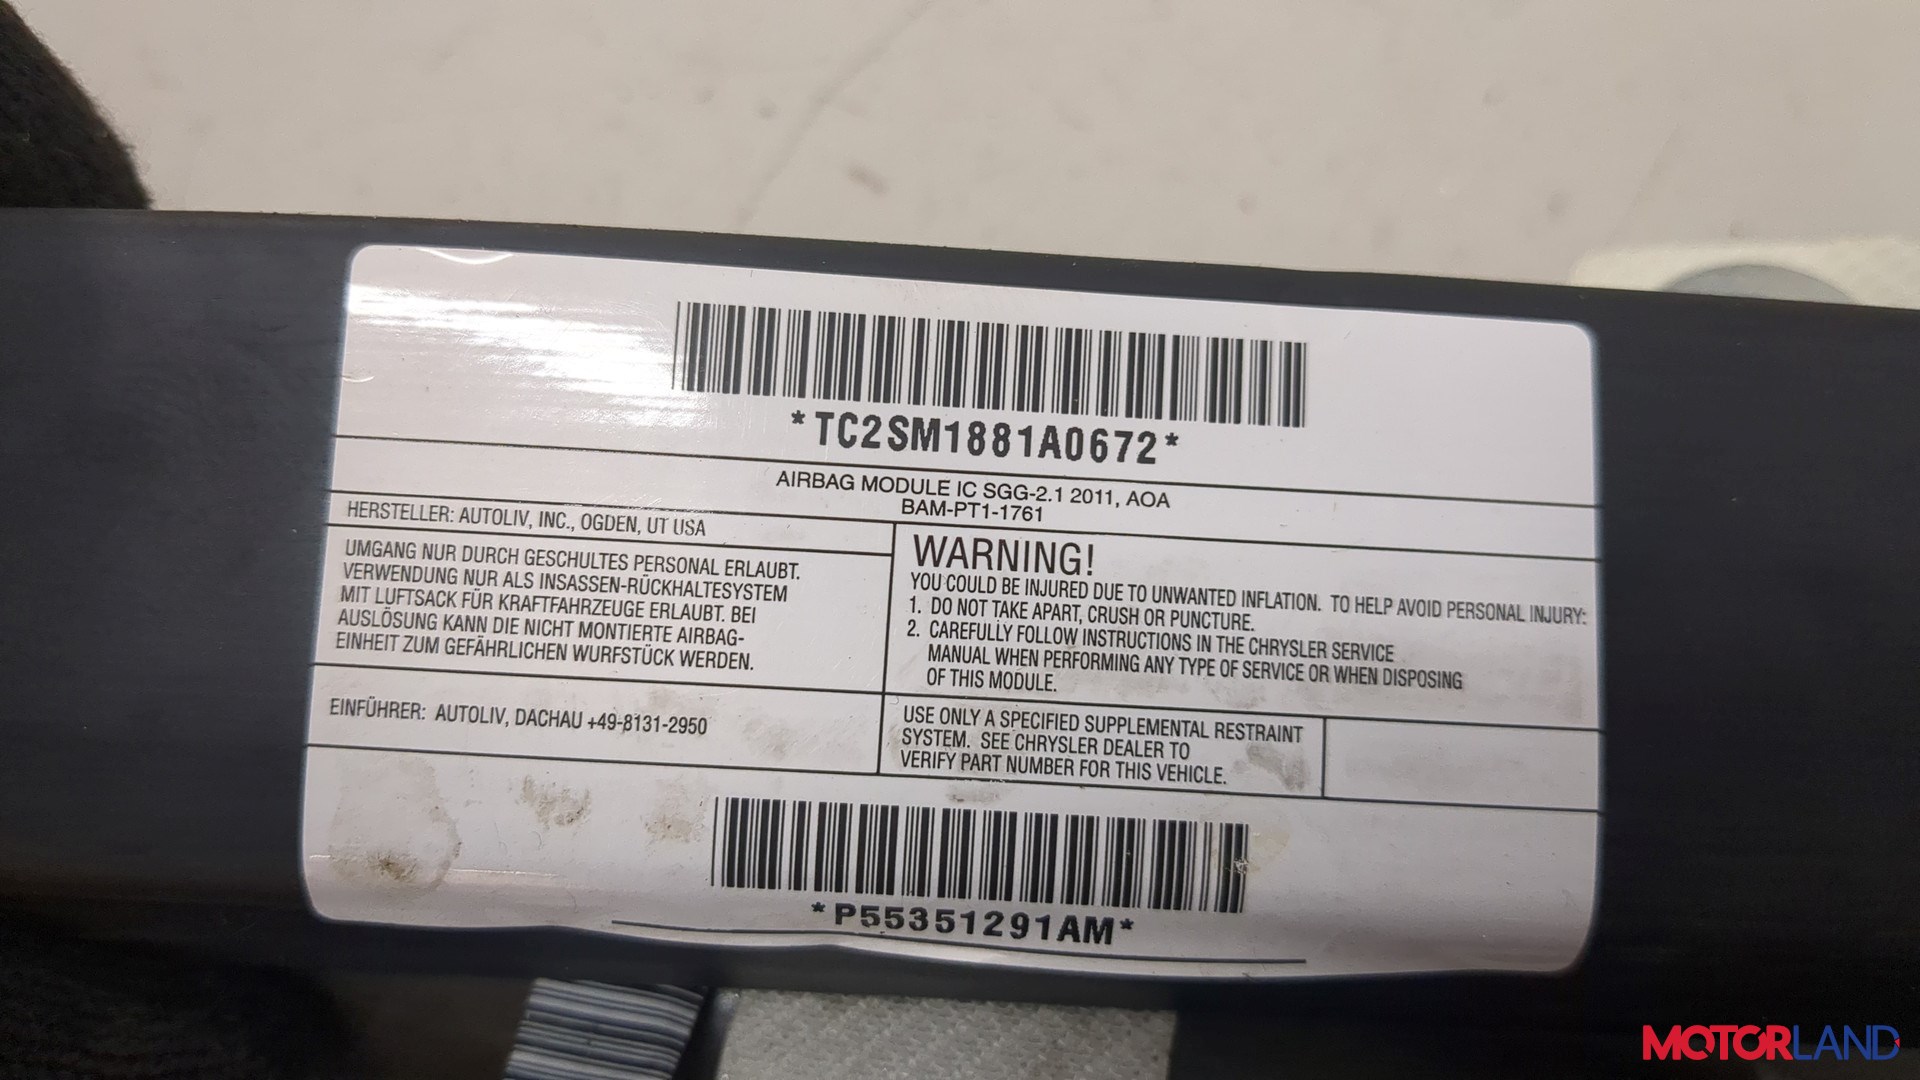 *TC2SM1881A0672*
AIRBAG MODULE IC SGG-2.1 2011, AOA
BAM-PT1-1761
HERSTELLER: AUTOLIV, INC., OGDEN, UT USA
UMGANG NUR DURCH GESCHULTES PERSONAL ERLAUBT.
VERWENDUNG NUR ALS INSASSEN-RÜCKHALTESYSTEM
MIT LUFTSACK FÜR KRAFTFAHRZEUGE ERLAUBT. BEI
AUSLÖSUNG KANN DIE NICHT MONTIERTE AIRBAG-
EINHEIT ZUM GEFÄHRLICHEN WURFSTÜCK WERDEN.
EINFÜHRER: AUTOLIV, DACHAU +49-8131-2950
WARNING!
YOU COULD BE INJURED DUE TO UNWANTED INFLATION. TO HELP AVOID PERSONAL INJURY:
1. DO NOT TAKE APART, CRUSH OR PUNCTURE.
2. CAREFULLY FOLLOW INSTRUCTIONS IN THE CHRYSLER SERVICE
MANUAL WHEN PERFORMING ANY TYPE OF SERVICE OR WHEN DISPOSING
OF THIS MODULE.
USE ONLY A SPECIFIED SUPPLEMENTAL RESTRAINT
SYSTEM. SEE CHRYSLER DEALER TO
VERIFY PART NUMBER FOR THIS VEHICLE.
*P55351291AM*
MOTORLAND